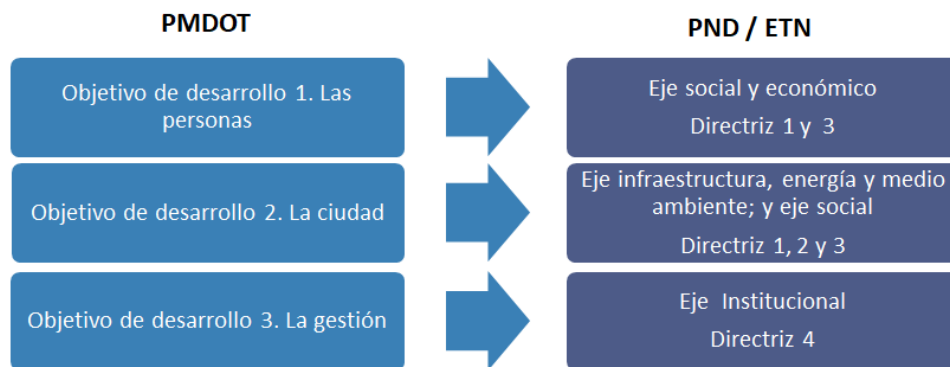 PMDOT
PND / ETN
Objetivo de desarrollo 1. Las
personas
Eje social y económico
Directriz 1 y 3
Objetivo de desarrollo 2. La ciudad
Eje infraestructura, energía y medio
ambiente; y eje social
Directriz 1, 2 y 3
Objetivo de desarrollo 3. La gestión
Eje Institucional
Directriz 4